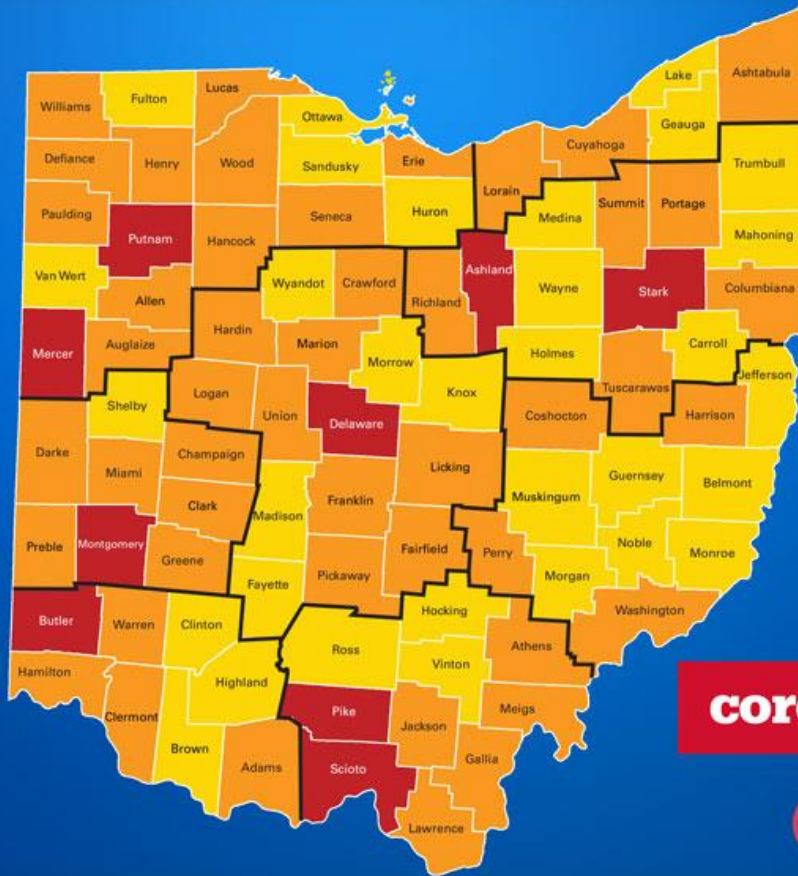 Lake
Ashtabula
Williams
Fulton
Lucas
Ottawa
Geauga
Defiance
Henry
Wood
Sandusky
Erie
Cuyahoga
Trumbull
Lorain
Paulding
Seneca
Huron
Medina
Summit
Portage
Putnam
Hancock
Mahoning
Van Wert
Allen
Wyandot
Crawford
Richland
Ashland
Wayne
Stark
Columbiana
Mercer
Auglaize
Hardin
Marion
Morrow
Holmes
Carroll
Jefferson
Shelby
Logan
Union
Delaware
Knox
Coshocton
Tuscarawas
Harrison
Darke
Miami
Champaign
Licking
Guernsey
Belmont
Clark
Madison
Franklin
Muskingum
Preble
Montgomery
Greene
Fairfield
Perry
Noble
Monroe
Fayette
Pickaway
Morgan
Butler
Warren
Clinton
Hocking
Washington
Ross
Athens
Hamilton
Highland
Vinton
Clermont
Pike
Jackson
Meigs
Brown
Adams
Scioto
Gallia
Lawrence